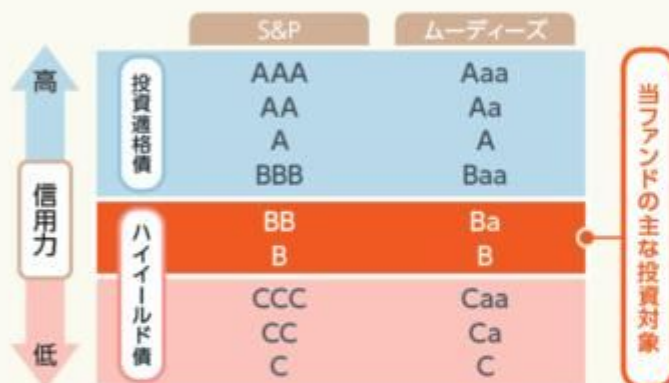 S&P ムーディーズ
高
信用力
低
投資適格債
AAA Aaa
AA Aa
A A
BBB Baa
ハイイールド債
BB Ba
B B
CCC Caa
CC Ca
C C
当ファンドの主な投資対象